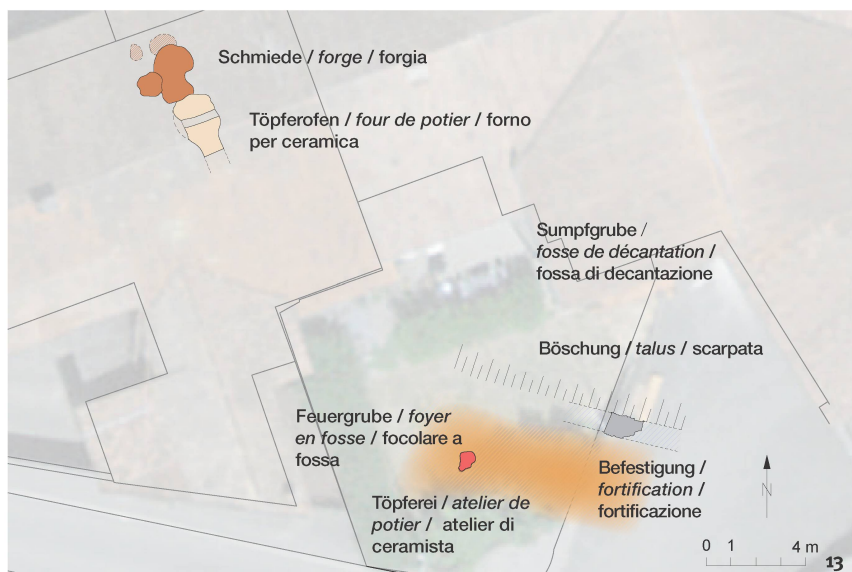 Schmiede / forge / forgia
Töpferofen / four de potier / forno
per ceramica
Sumpfgrube /
fosse de décantation /
fossa di decantazione
Böschung / talus / scarpata
Feuergrube / foyer
en fosse / focolare a
fossa
Befestigung /
fortification /
fortificazione
Töpferei / atelier de
potier / atelier di
ceramista
N
0 1 4 m
13